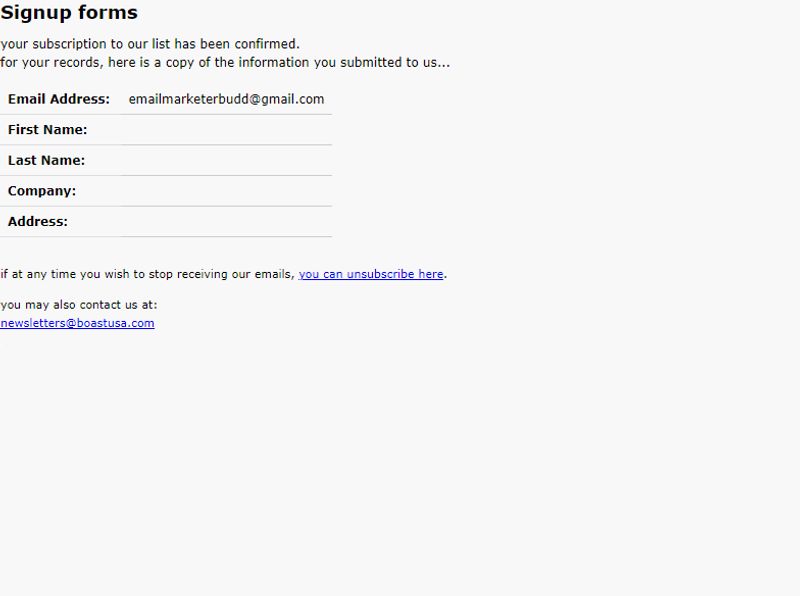 Signup forms
your subscription to our list has been confirmed.
for your records, here is a copy of the information you submitted to us...
Email Address: emailmarketerbudd@gmail.com
First Name:
Last Name:
Company:
Address:
if at any time you wish to stop receiving our emails, you can unsubscribe here.
you may also contact us at:
newsletters@boastusa.com